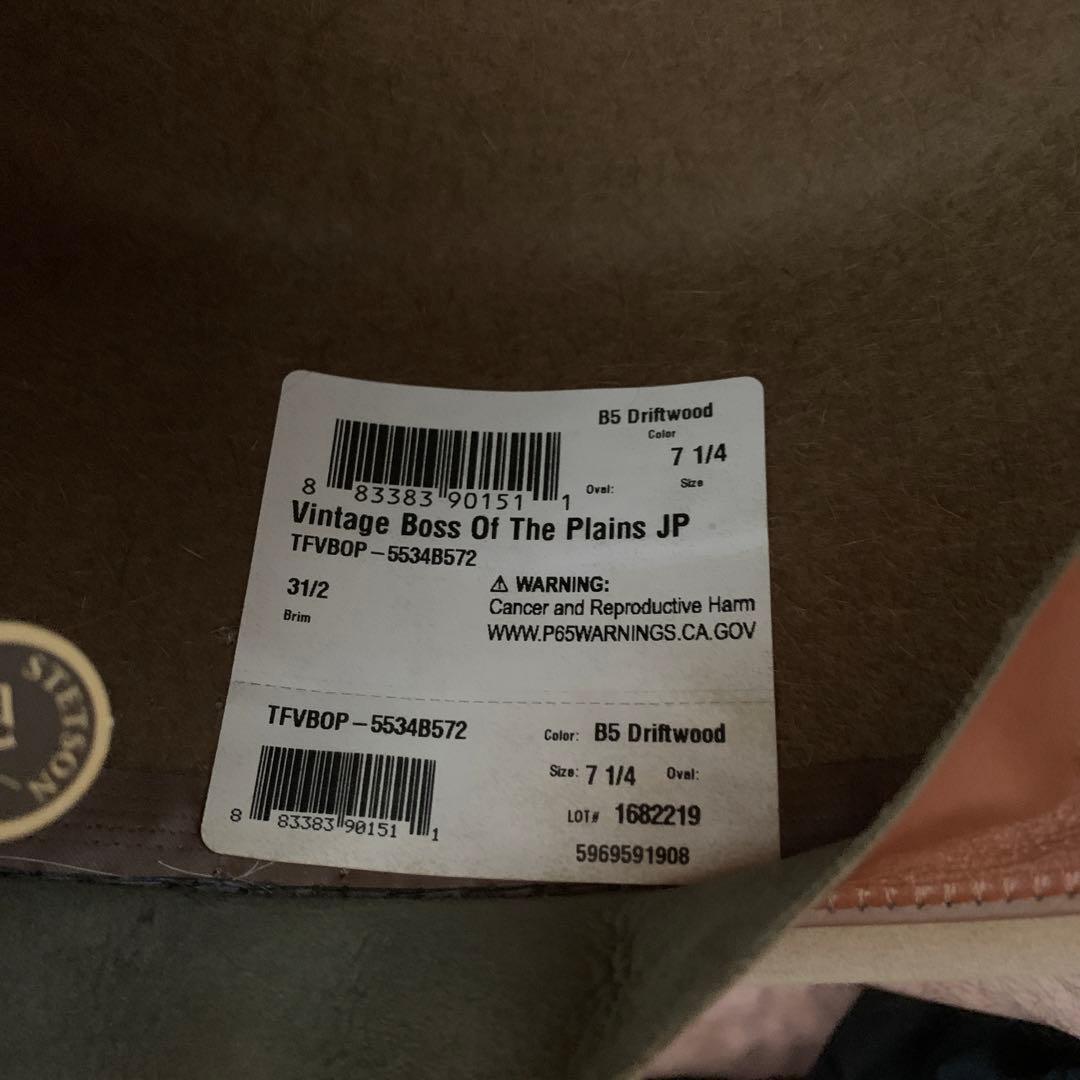 B5 Driftwood
Color
7 1/4
Oval: Size
8 83383 90151 1
Vintage Boss Of The Plains JP
TFVBOP-5534B572
31/2
Brim
⚠ WARNING:
Cancer and Reproductive Harm
WWW.P65WARNINGS.CA.GOV
STETSON
TFVBOP-5534B572
8 83383 90151 1
Color: B5 Driftwood
Size: 7 1/4 Oval:
LOT# 1682219
5969591908